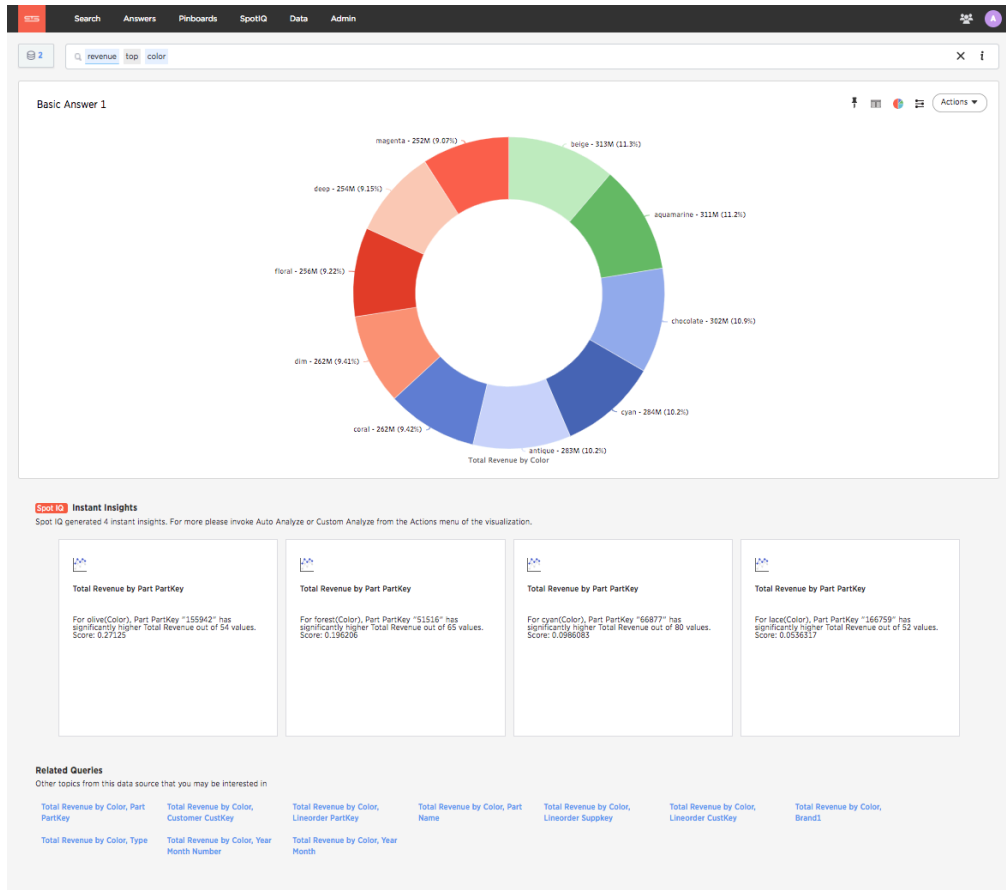 Search Answers Pinboards SpotIQ Data Admin
A
2
revenue top color
i
Basic Answer 1
Actions
magenta - 252M (9.07%)
beige - 313M (11.3%)
deep - 254M (9.15%)
aquamarine - 311M (11.2%)
floral - 256M (9.22%)
chocolate - 302M (10.9%)
dim - 262M (9.41%)
cyan - 284M (10.2%)
coral - 262M (9.42%)
antique - 283M (10.2%)
Total Revenue by Color
Spot IQ Instant Insights
Spot IQ generated 4 instant insights. For more please invoke Auto Analyze or Custom Analyze from the Actions menu of the visualization.
Total Revenue by Part PartKey
For olive(Color), Part PartKey "155942" has
significantly higher Total Revenue out of 54 values.
Score: 0.27125
Total Revenue by Part PartKey
For forest(Color), Part PartKey "51516" has
significantly higher Total Revenue out of 65 values.
Score: 0.196206
Total Revenue by Part PartKey
For cyan(Color), Part PartKey "66877" has
significantly higher Total Revenue out of 80 values.
Score: 0.0986083
Total Revenue by Part PartKey
For lace(Color), Part PartKey "166759" has
significantly higher Total Revenue out of 52 values.
Score: 0.0536317
Related Queries
Other topics from this data source that you may be interested in
Total Revenue by Color, Part
PartKey
Total Revenue by Color,
Customer CustKey
Total Revenue by Color,
Lineorder PartKey
Total Revenue by Color, Part
Name
Total Revenue by Color,
Lineorder Suppkey
Total Revenue by Color,
Lineorder CustKey
Total Revenue by Color,
Brand1
Total Revenue by Color, Type
Total Revenue by Color, Year
Month Number
Total Revenue by Color, Year
Month